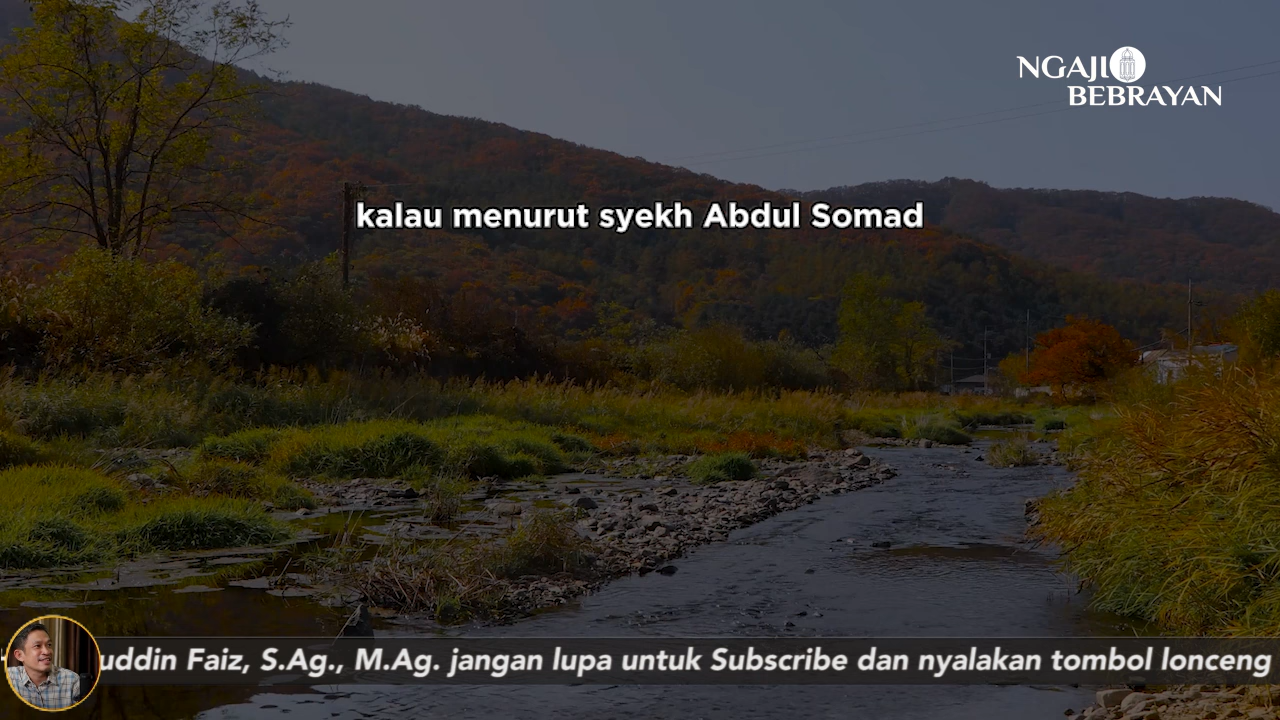 NGAJI
BEBRAYAN
kalau menurut syekh Abdul Somad
uddin Faiz, S.Ag., M.Ag. jangan lupa untuk Subscribe dan nyalakan tombol lonceng